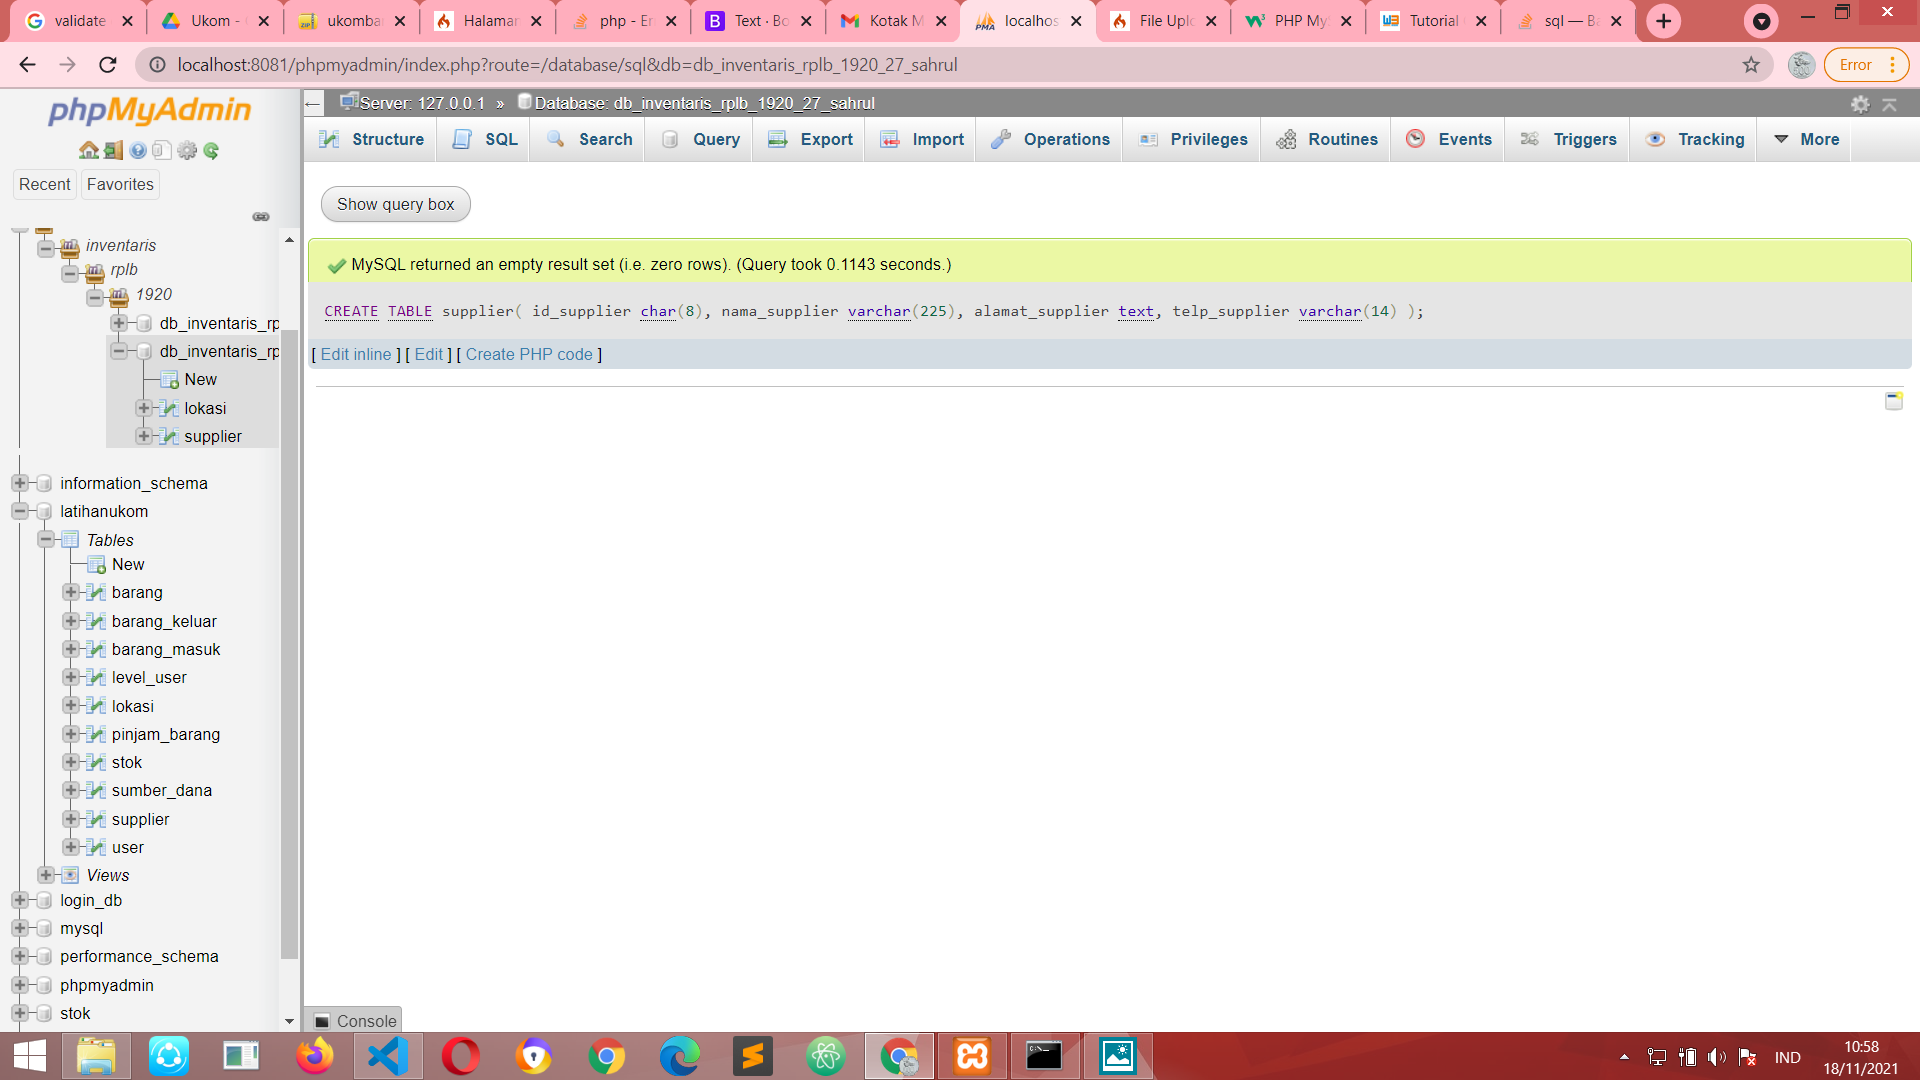 validate
Ukom -
ukomba
Halamar
php - Er
Text · Bo
Kotak M
localhos
File Uplo
PHP My
Tutorial
sql — Ba
localhost:8081/phpmyadmin/index.php?route=/database/sql&db=db_inventaris_rplb_1920_27_sahrul
Error
phpMyAdmin
Recent
Favorites
inventaris
rplb
1920
db_inventaris_rp
db_inventaris_rp
New
lokasi
supplier
information_schema
latihanukom
Tables
New
barang
barang_keluar
barang_masuk
level_user
lokasi
pinjam_barang
stok
sumber_dana
supplier
user
Views
login_db
mysql
performance_schema
phpmyadmin
stok
Server: 127.0.0.1 » Database: db_inventaris_rplb_1920_27_sahrul
Structure SQL Search Query Export Import Operations Privileges Routines Events Triggers Tracking More
Show query box
MySQL returned an empty result set (i.e. zero rows). (Query took 0.1143 seconds.)
CREATE TABLE supplier( id_supplier char(8), nama_supplier varchar(225), alamat_supplier text, telp_supplier varchar(14) );
[ Edit inline ] [ Edit ] [ Create PHP code ]
Console
IND
10:58
18/11/2021